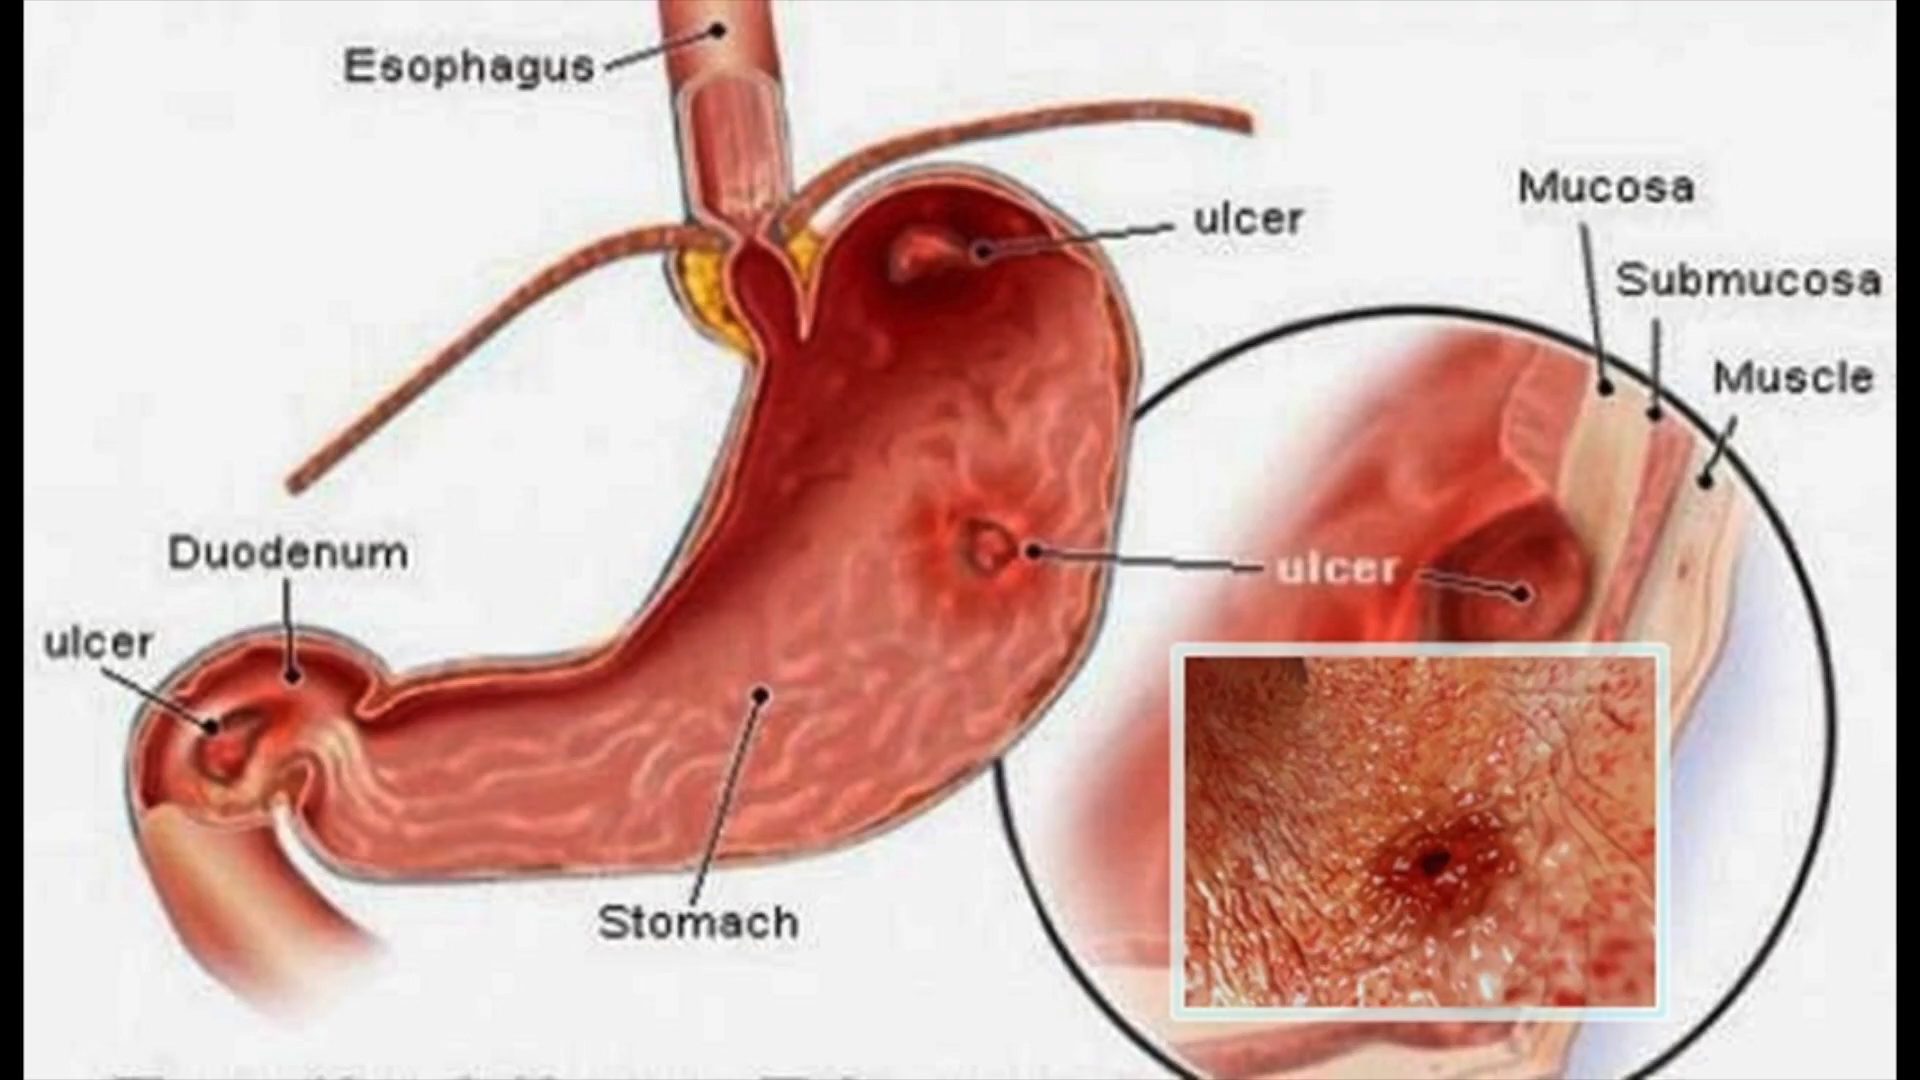 Esophagus
ulcer
Mucosa
Submucosa
Muscle
Duodenum
ulcer
ulcer
Stomach